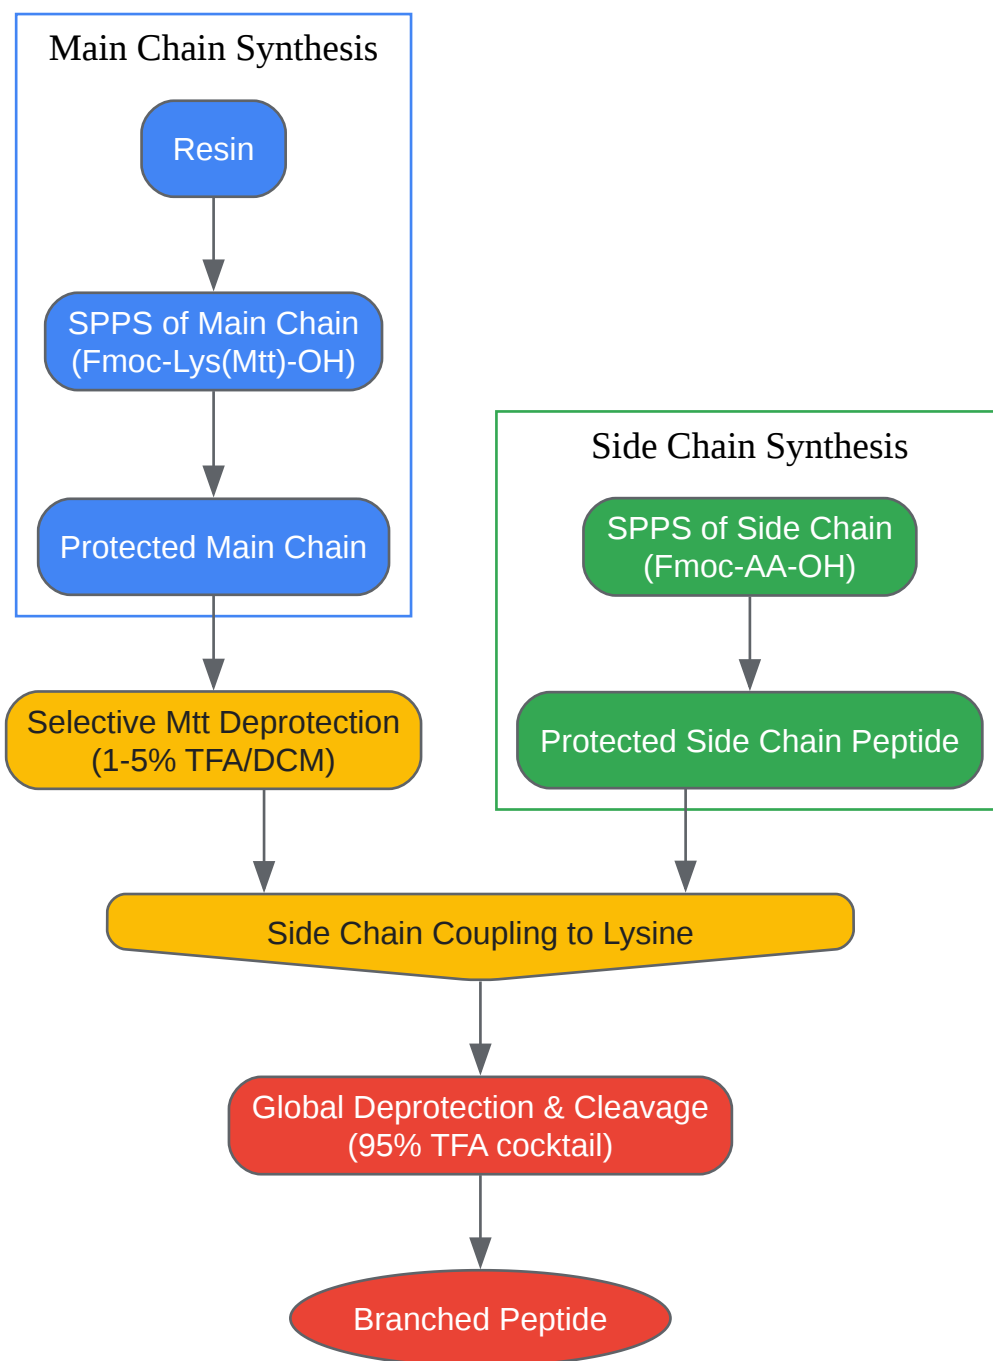 Main Chain Synthesis
Resin
SPPS of Main Chain
(Fmoc-Lys(Mtt)-OH)
Protected Main Chain
Side Chain Synthesis
SPPS of Side Chain
(Fmoc-AA-OH)
Protected Side Chain Peptide
Selective Mtt Deprotection
(1-5% TFA/DCM)
Side Chain Coupling to Lysine
Global Deprotection & Cleavage
(95% TFA cocktail)
Branched Peptide